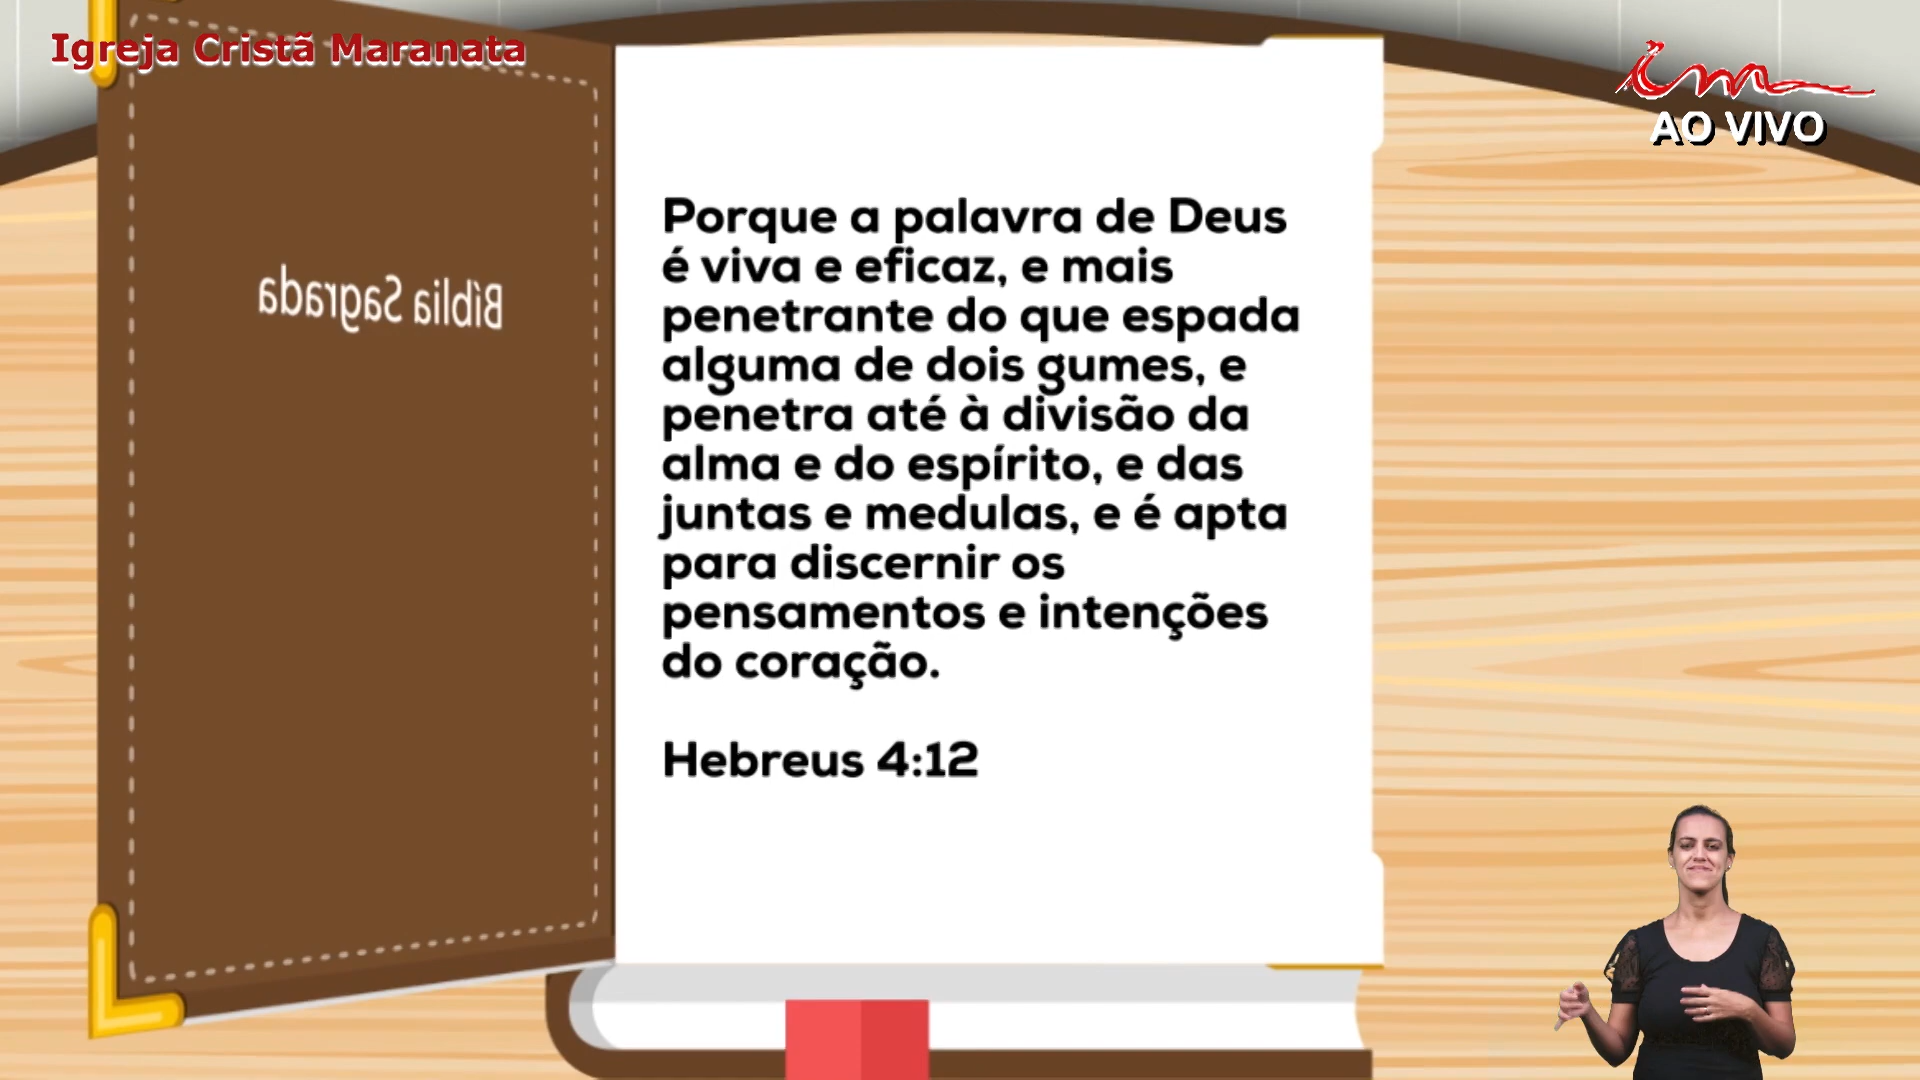 Igreja Cristã Maranata
AO VIVO
Bíblia Sagrada
Porque a palavra de Deus
é viva e eficaz, e mais
penetrante do que espada
alguma de dois gumes, e
penetra até à divisão da
alma e do espírito, e das
juntas e medulas, e é apta
para discernir os
pensamentos e intenções
do coração.
Hebreus 4:12